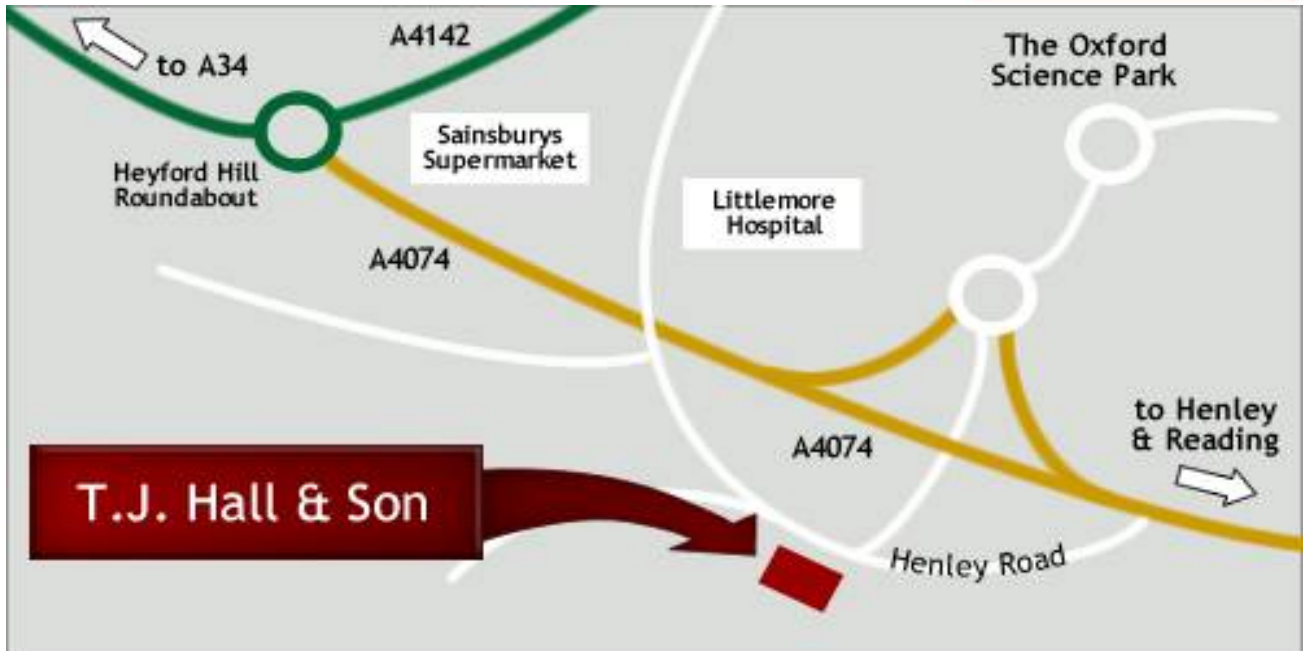 A4142
to A34
The Oxford
Science Park
Sainsburys
Supermarket
Heyford Hill
Roundabout
Littlemore
Hospital
A4074
to Henley
& Reading
A4074
T.J. Hall & Son
Henley Road